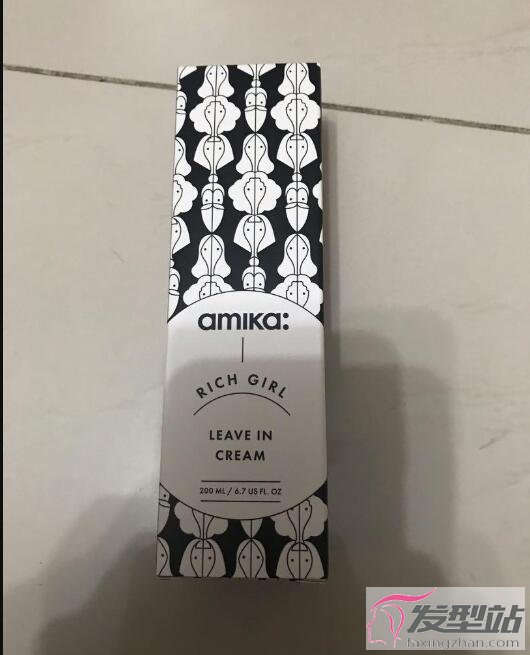 amika:
RICH GIRL
LEAVE IN
CREAM
200 ML / 6.7 US FL. OZ
发型站
faxingzhan.com